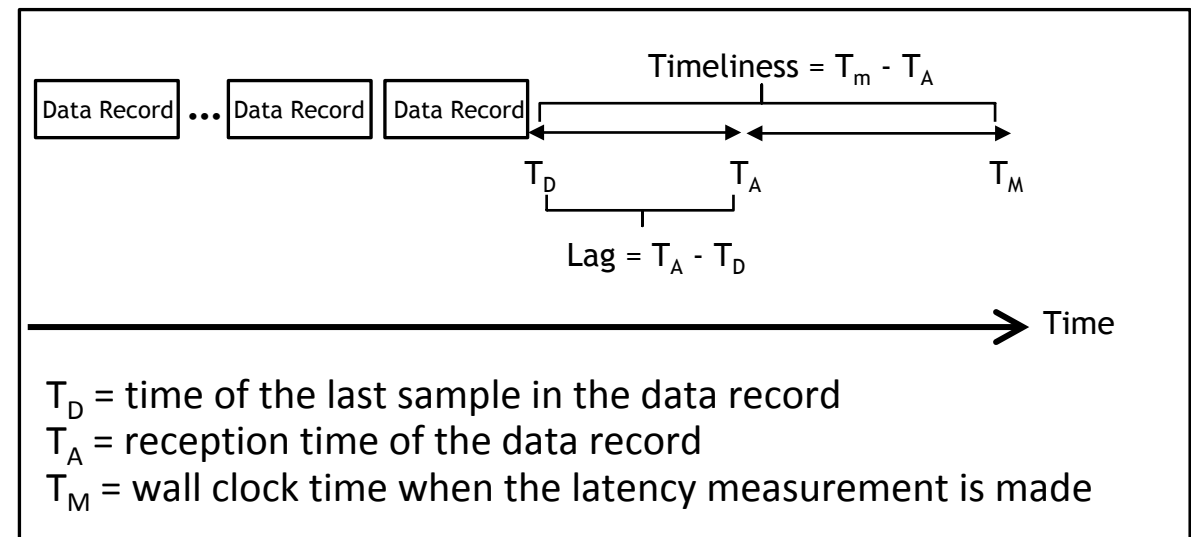 Timeliness = Tₘ - T_A
Data Record ... Data Record Data Record
T_D T_A T_M
Lag = T_A - T_D
Time
T_D = time of the last sample in the data record
T_A = reception time of the data record
T_M = wall clock time when the latency measurement is made